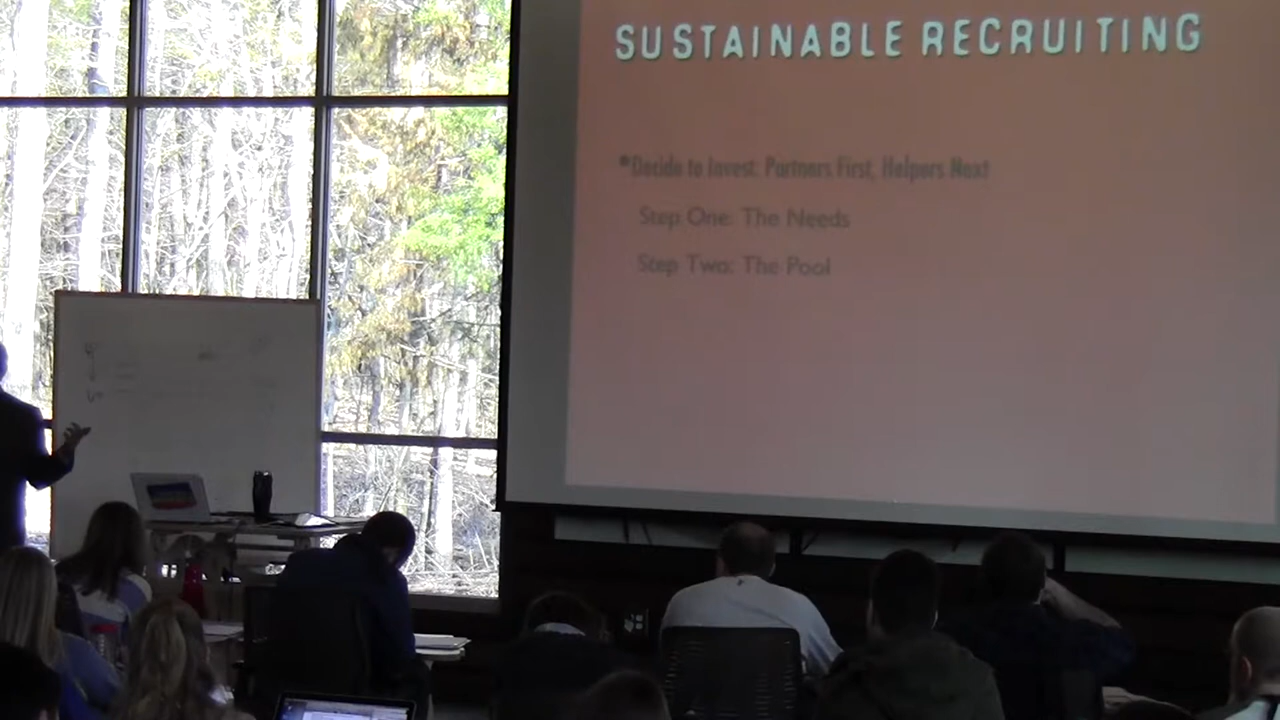 SUSTAINABLE RECRUITING
*Decide to Invest: Partners First, Helpers Next
Step One: The Needs
Step Two: The Pool